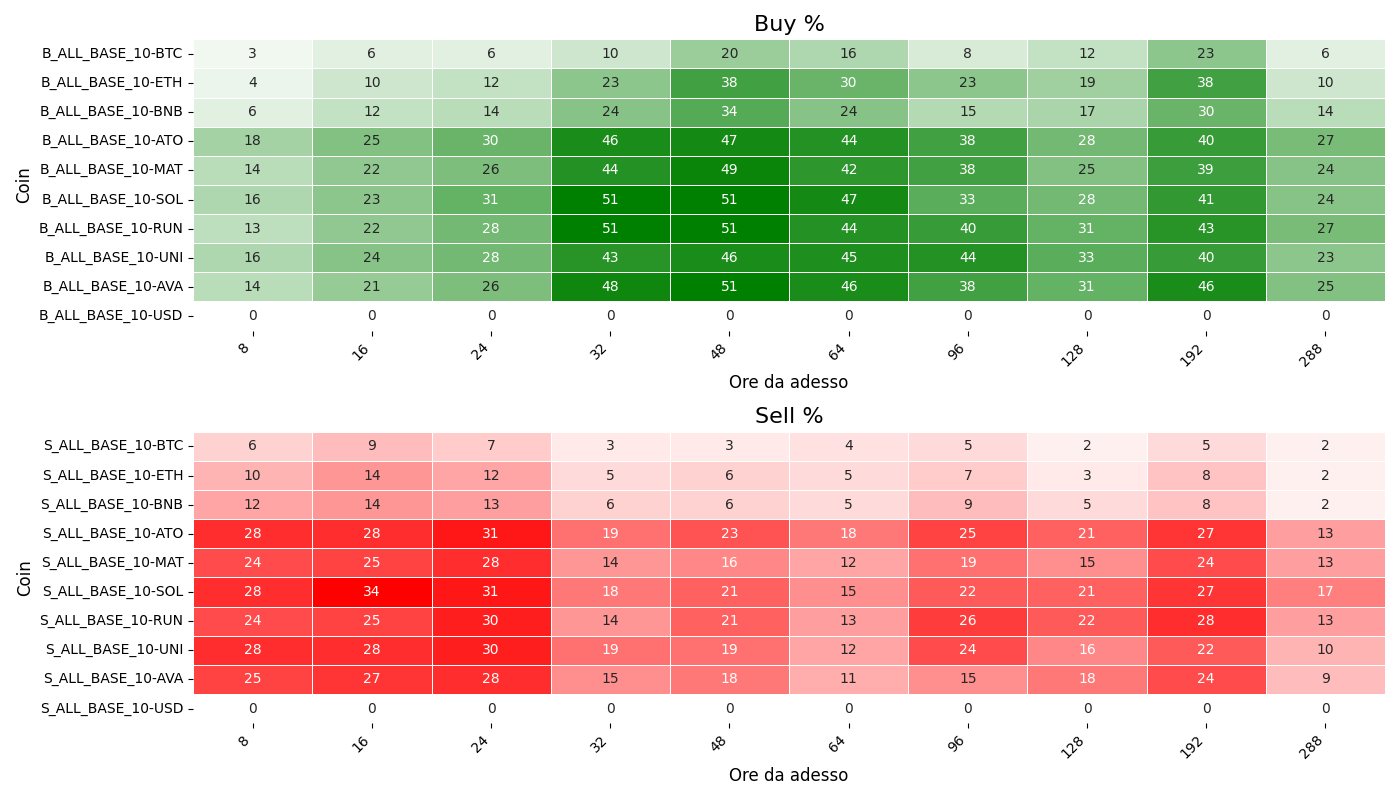 Buy %
Coin
B_ALL_BASE_10-BTC 3 6 6 10 20 16 8 12 23 6
B_ALL_BASE_10-ETH 4 10 12 23 38 30 23 19 38 10
B_ALL_BASE_10-BNB 6 12 14 24 34 24 15 17 30 14
B_ALL_BASE_10-ATO 18 25 30 46 47 44 38 28 40 27
B_ALL_BASE_10-MAT 14 22 26 44 49 42 38 25 39 24
B_ALL_BASE_10-SOL 16 23 31 51 51 47 33 28 41 24
B_ALL_BASE_10-RUN 13 22 28 51 51 44 40 31 43 27
B_ALL_BASE_10-UNI 16 24 28 43 46 45 44 33 40 23
B_ALL_BASE_10-AVA 14 21 26 48 51 46 38 31 46 25
B_ALL_BASE_10-USD 0 0 0 0 0 0 0 0 0 0
8 16 24 32 48 64 96 128 192 288
Ore da adesso
Sell %
Coin
S_ALL_BASE_10-BTC 6 9 7 3 3 4 5 2 5 2
S_ALL_BASE_10-ETH 10 14 12 5 6 5 7 3 8 2
S_ALL_BASE_10-BNB 12 14 13 6 6 5 9 5 8 2
S_ALL_BASE_10-ATO 28 28 31 19 23 18 25 21 27 13
S_ALL_BASE_10-MAT 24 25 28 14 16 12 19 15 24 13
S_ALL_BASE_10-SOL 28 34 31 18 21 15 22 21 27 17
S_ALL_BASE_10-RUN 24 25 30 14 21 13 26 22 28 13
S_ALL_BASE_10-UNI 28 28 30 19 19 12 24 16 22 10
S_ALL_BASE_10-AVA 25 27 28 15 18 11 15 18 24 9
S_ALL_BASE_10-USD 0 0 0 0 0 0 0 0 0 0
8 16 24 32 48 64 96 128 192 288
Ore da adesso